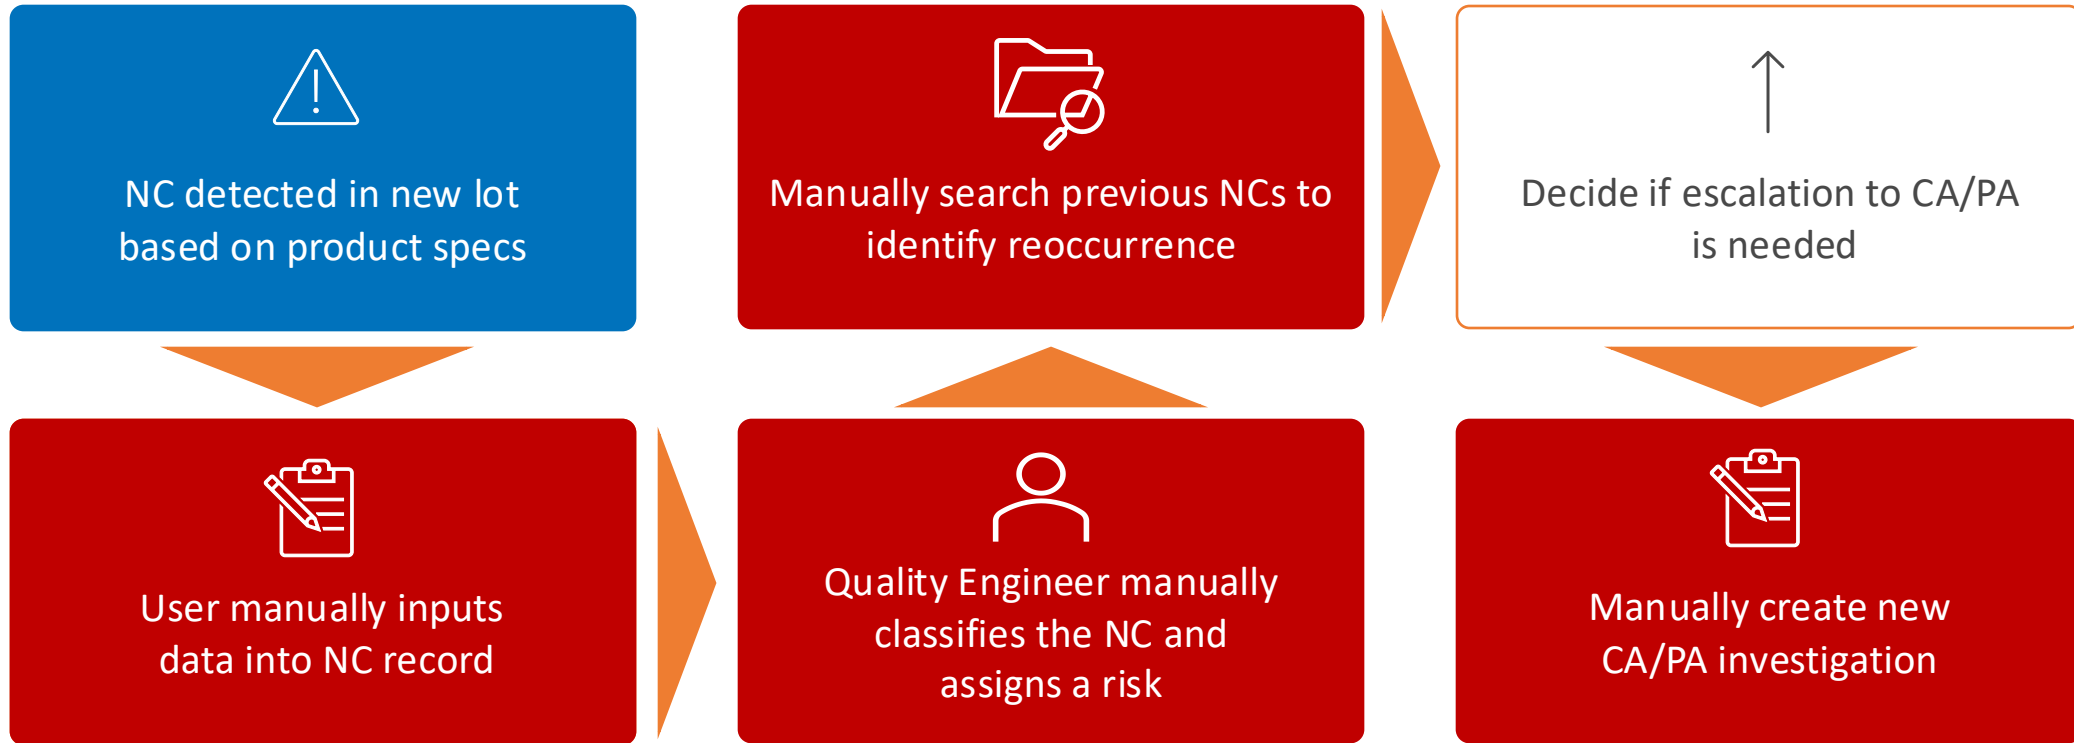 NC detected in new lot
based on product specs
User manually inputs
data into NC record
Quality Engineer manually
classifies the NC and
assigns a risk
Manually search previous NCs to
identify reoccurrence
Decide if escalation to CA/PA
is needed
Manually create new
CA/PA investigation